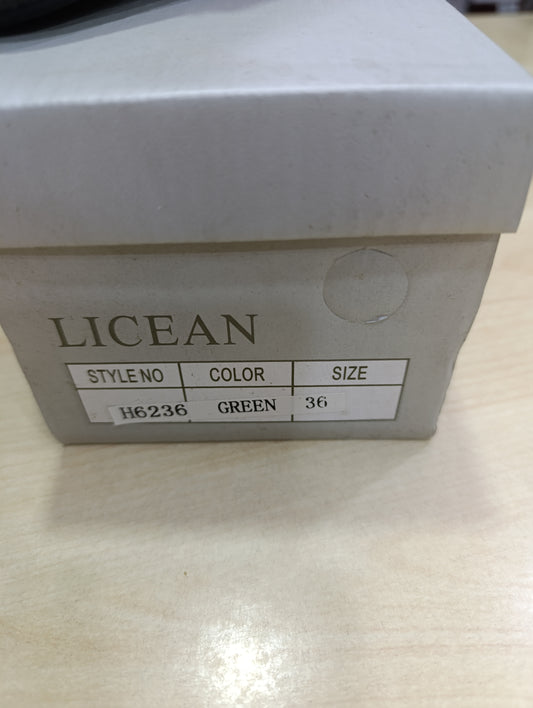 LICEAN
STYLE NO COLOR SIZE
H6236 GREEN 36